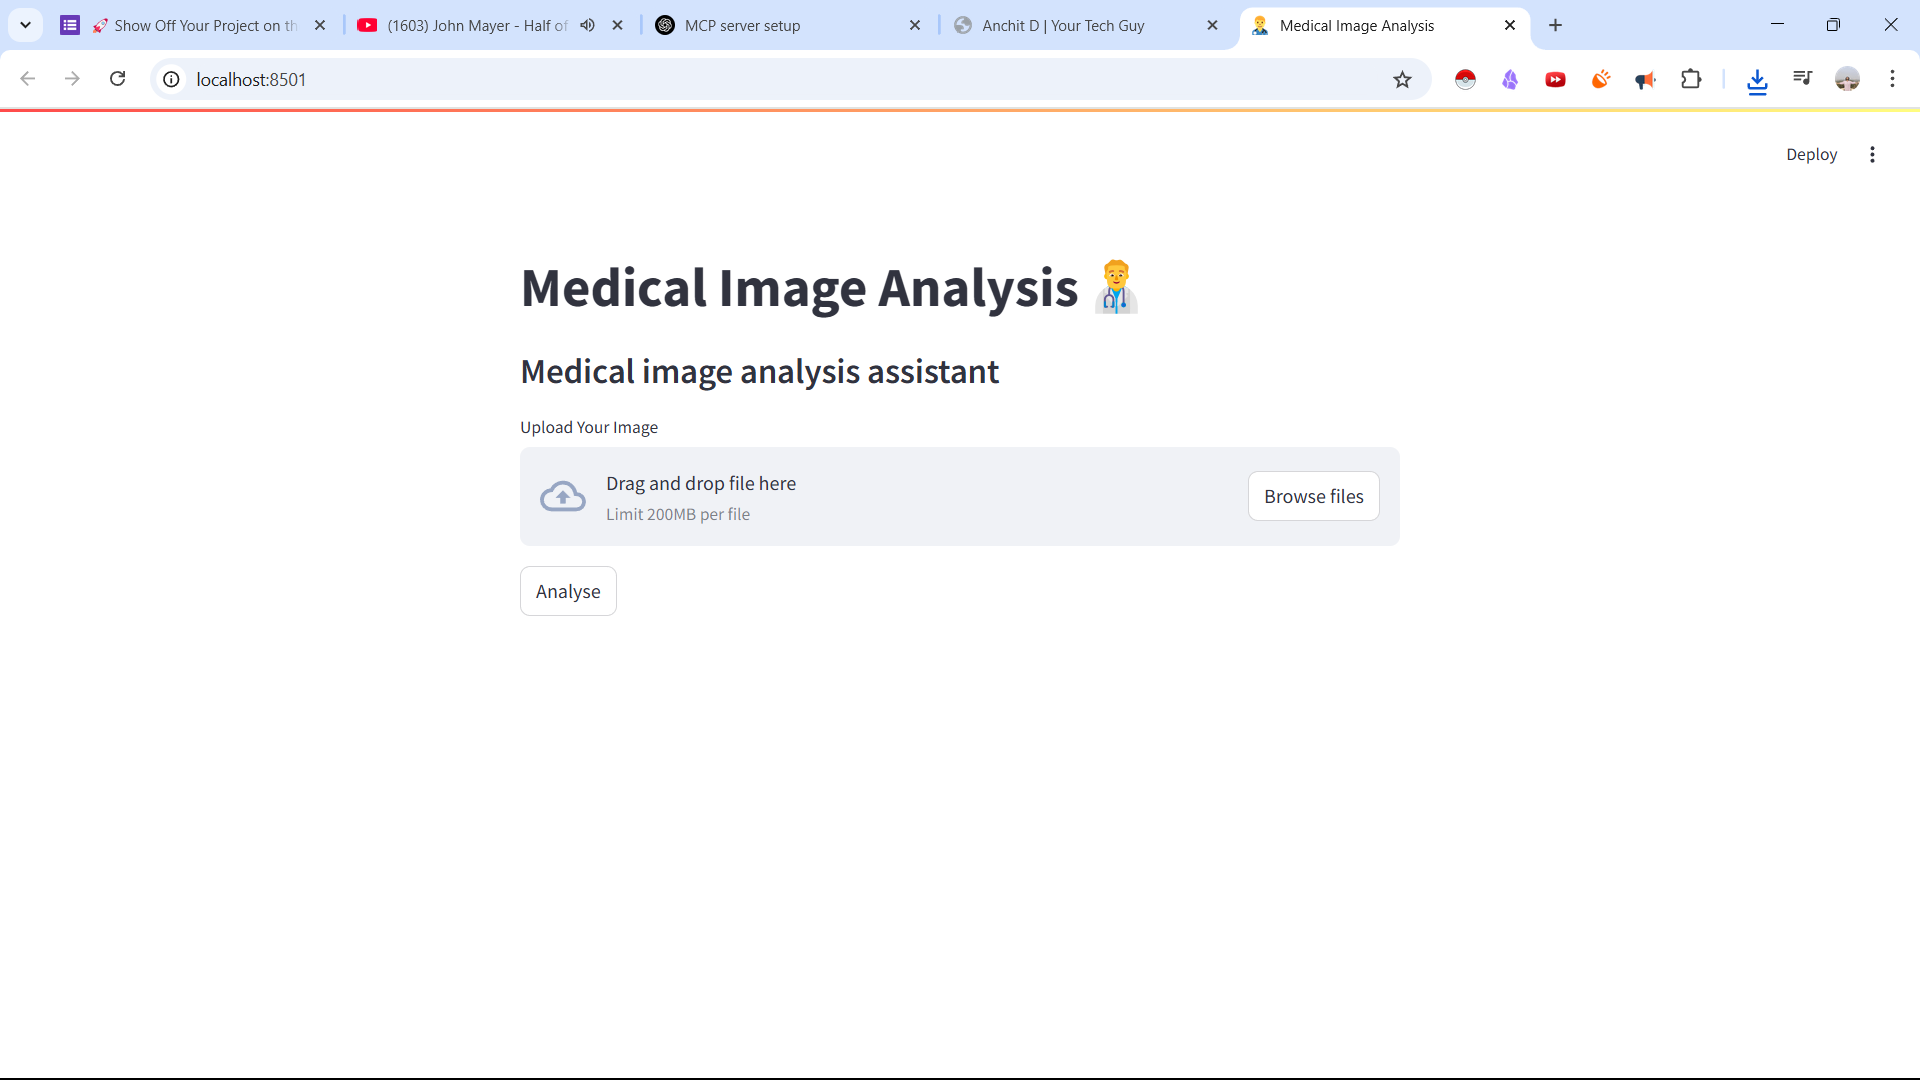 Show Off Your Project on th
(1603) John Mayer - Half of
MCP server setup
Anchit D | Your Tech Guy
Medical Image Analysis
localhost:8501
Deploy
Medical Image Analysis
Medical image analysis assistant
Upload Your Image
Drag and drop file here
Limit 200MB per file
Browse files
Analyse